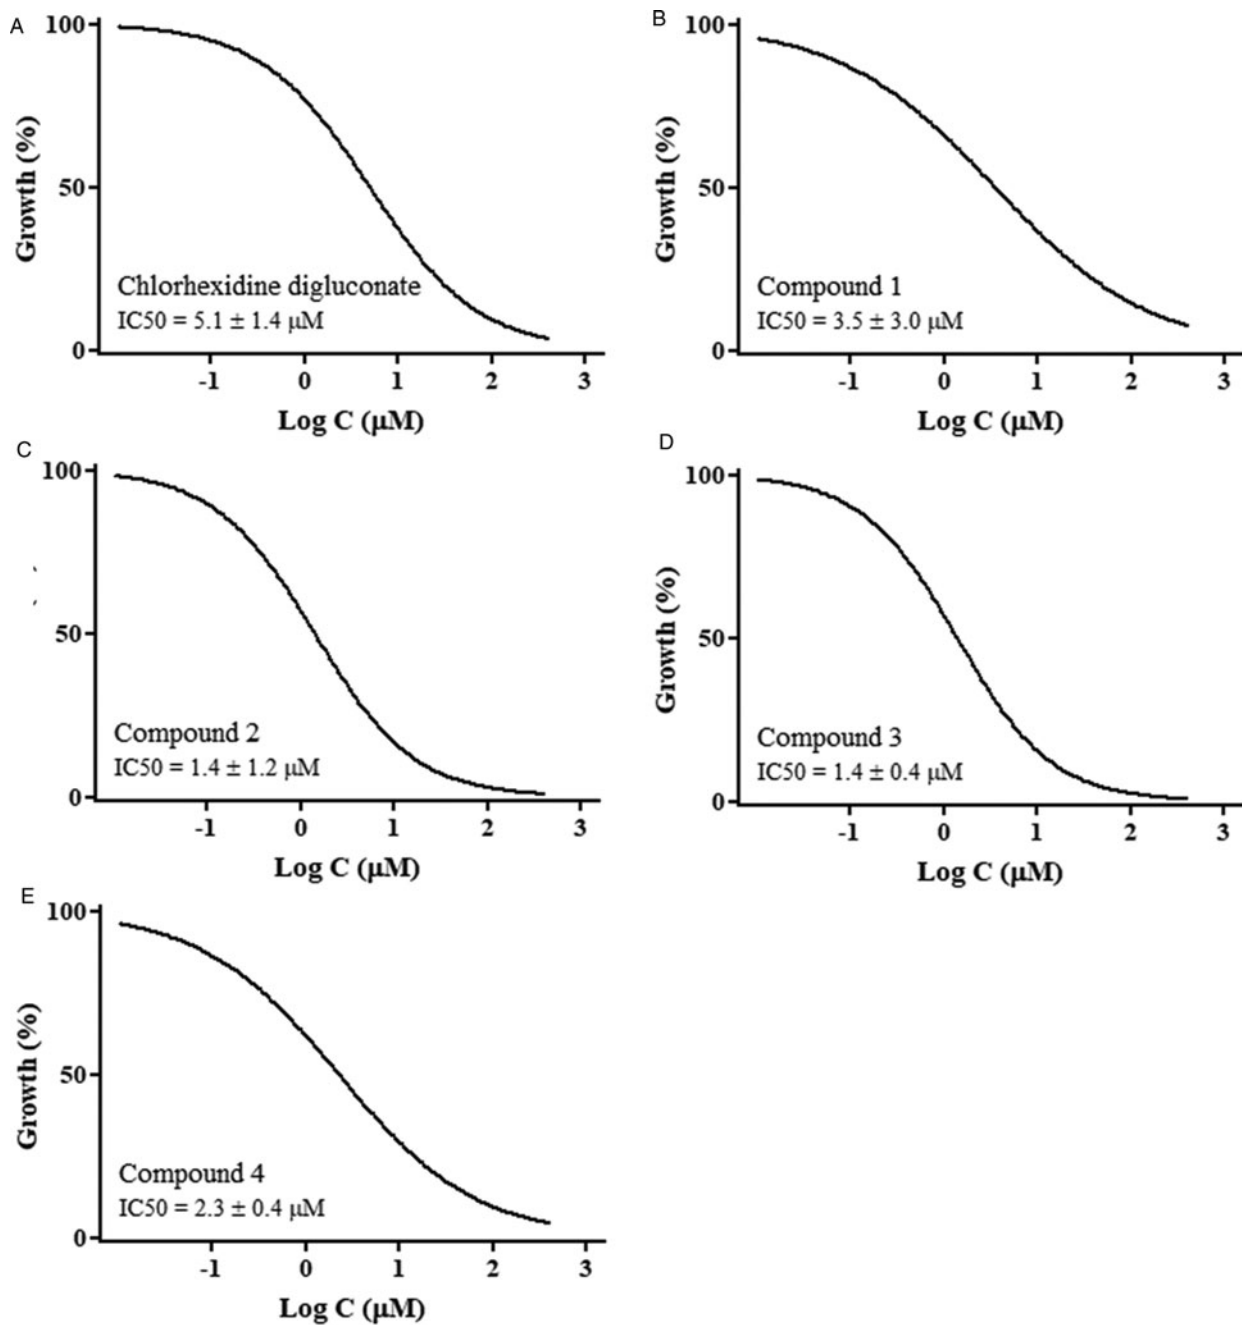 A
100
50
0
Growth (%)
Chlorhexidine digluconate
IC50 = 5.1 ± 1.4 μM
-1 0 1 2 3
Log C (μM)
B
100
50
0
Growth (%)
Compound 1
IC50 = 3.5 ± 3.0 μM
-1 0 1 2 3
Log C (μM)
C
100
50
0
Compound 2
IC50 = 1.4 ± 1.2 μM
-1 0 1 2 3
Log C (μM)
D
100
50
0
Growth (%)
Compound 3
IC50 = 1.4 ± 0.4 μM
-1 0 1 2 3
Log C (μM)
E
100
50
0
Growth (%)
Compound 4
IC50 = 2.3 ± 0.4 μM
-1 0 1 2 3
Log C (μM)